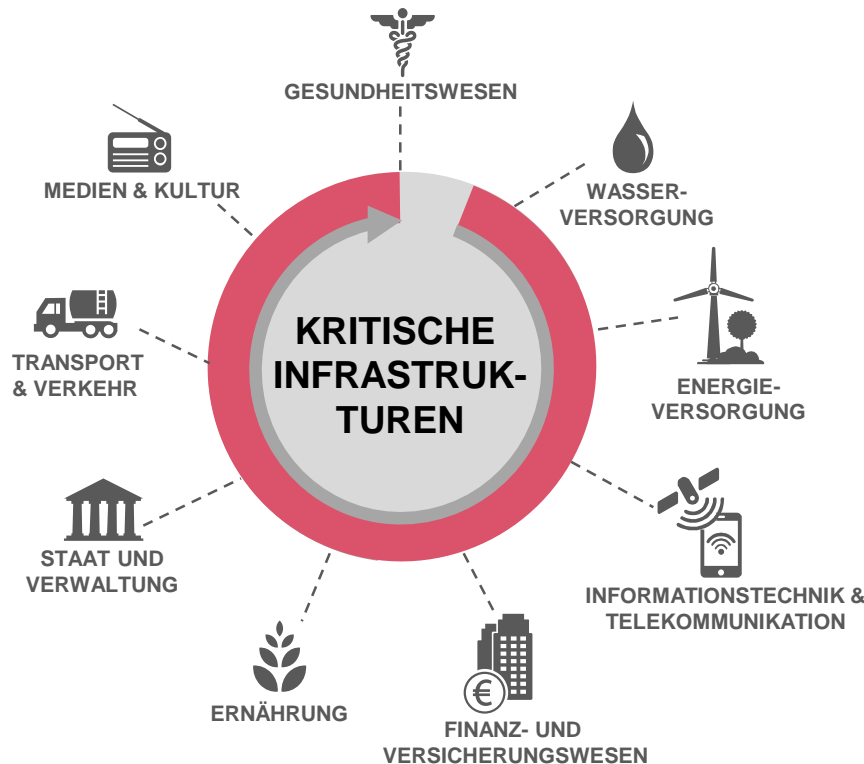 GESUNDHEITSWESEN
WASSER-
VERSORGUNG
ENERGIE-
VERSORGUNG
INFORMATIONSTECHNIK &
TELEKOMMUNIKATION
FINANZ- UND
VERSICHERUNGSWESEN
ERNÄHRUNG
STAAT UND
VERWALTUNG
TRANSPORT
& VERKEHR
MEDIEN & KULTUR
KRITISCHE
INFRASTRUK-
TUREN
€